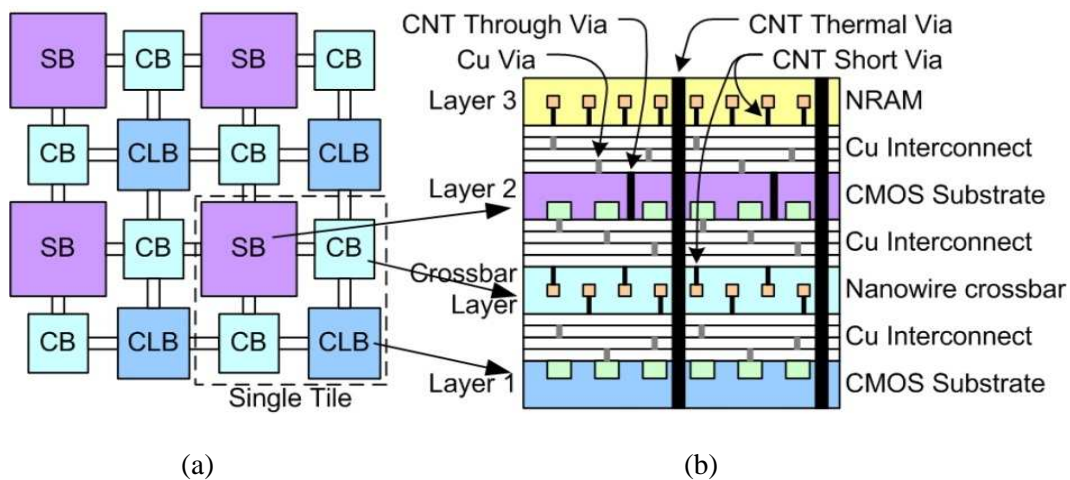 SB
CB
SB
CB
CB
CLB
CB
CLB
SB
CB
SB
CB
CB
CLB
CB
CLB
Single Tile
(a)
CNT Through Via
CNT Thermal Via
Cu Via
CNT Short Via
Layer 3
NRAM
Cu Interconnect
Layer 2
CMOS Substrate
Cu Interconnect
Crossbar
Layer
Nanowire crossbar
Cu Interconnect
Layer 1
CMOS Substrate
(b)